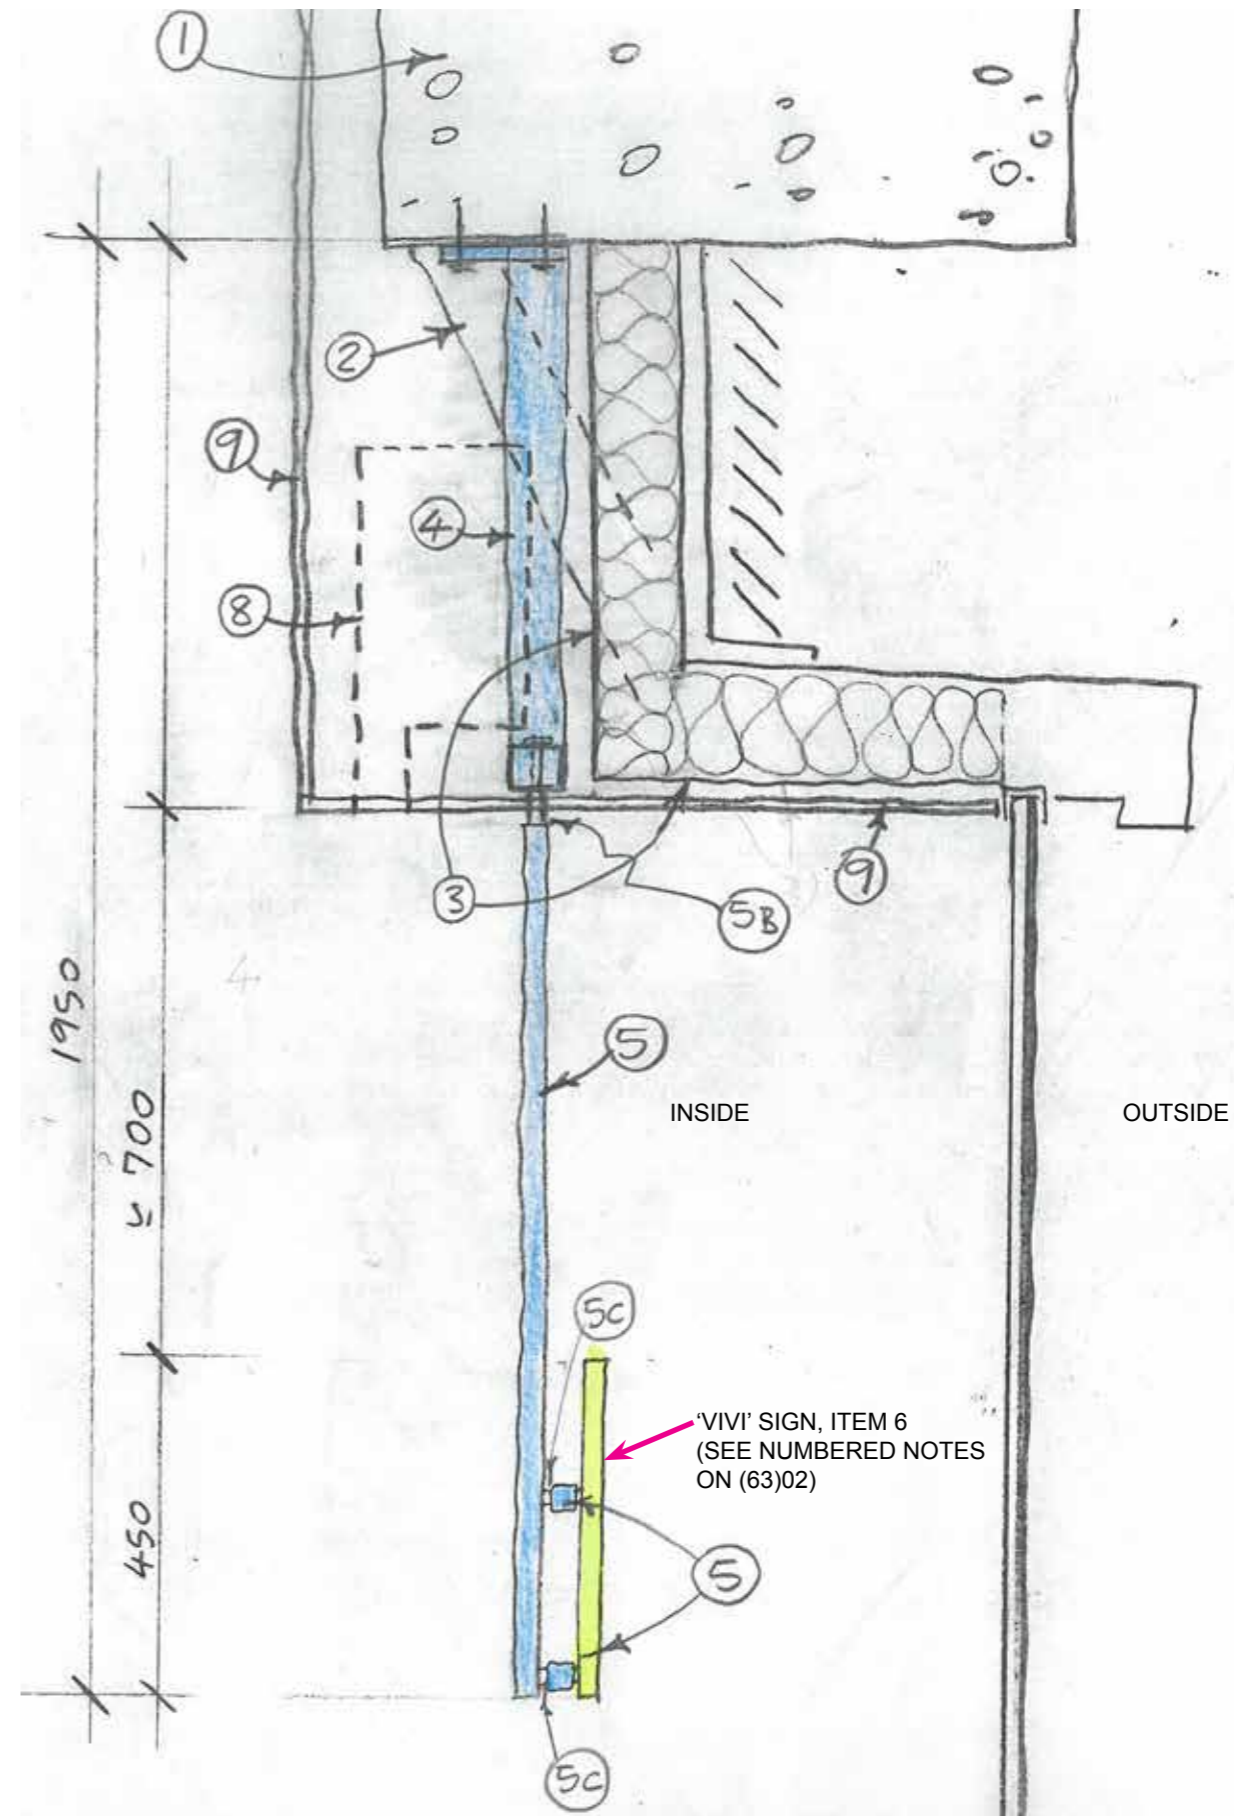 1
2
9
4
8
3
5B
9
1950
5
INSIDE
OUTSIDE
≤ 700
5C
'VIVI' SIGN, ITEM 6
(SEE NUMBERED NOTES
ON (63)02)
450
5
5C